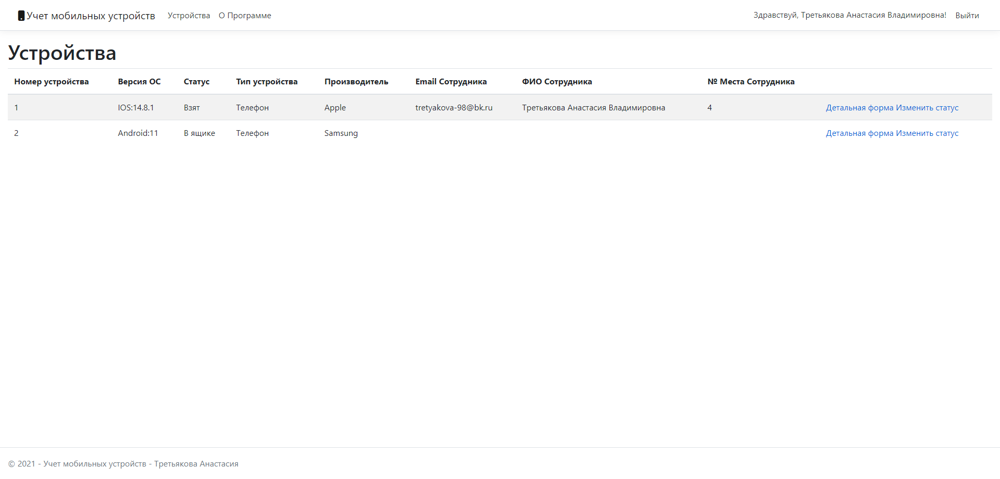 Учет мобильных устройств Устройства О Программе Здравствуй, Третьякова Анастасия Владимировна! Выйти
Устройства
Номер устройства Версия ОС Статус Тип устройства Производитель Email Сотрудника ФИО Сотрудника № Места Сотрудника
1 IOS:14.8.1 Взят Телефон Apple tretyakova-98@bk.ru Третьякова Анастасия Владимировна 4 Детальная форма Изменить статус
2 Android:11 В ящике Телефон Samsung Детальная форма Изменить статус
© 2021 - Учет мобильных устройств - Третьякова Анастасия